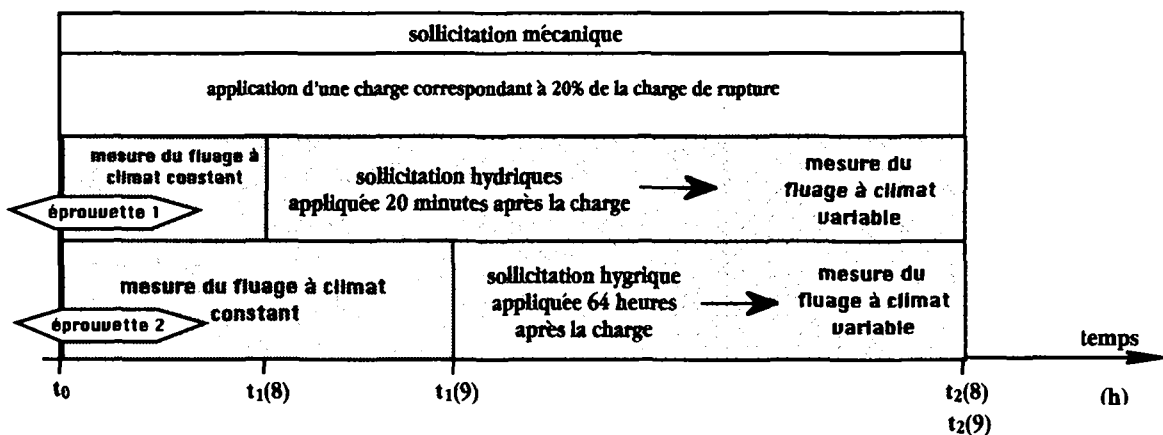 sollicitation mécanique
application d'une charge correspondant à 20% de la charge de rupture
mesure du fluage à
climat constant
éprouvette 1
sollicitation hydriques
appliquée 20 minutes après la charge
mesure du
fluage à climat
variable
mesure du fluage à climat
constant
éprouvette 2
sollicitation hygrique
appliquée 64 heures
après la charge
mesure du
fluage à climat
variable
temps
t0
t1(8)
t1(9)
t2(8)
t2(9)
(h)